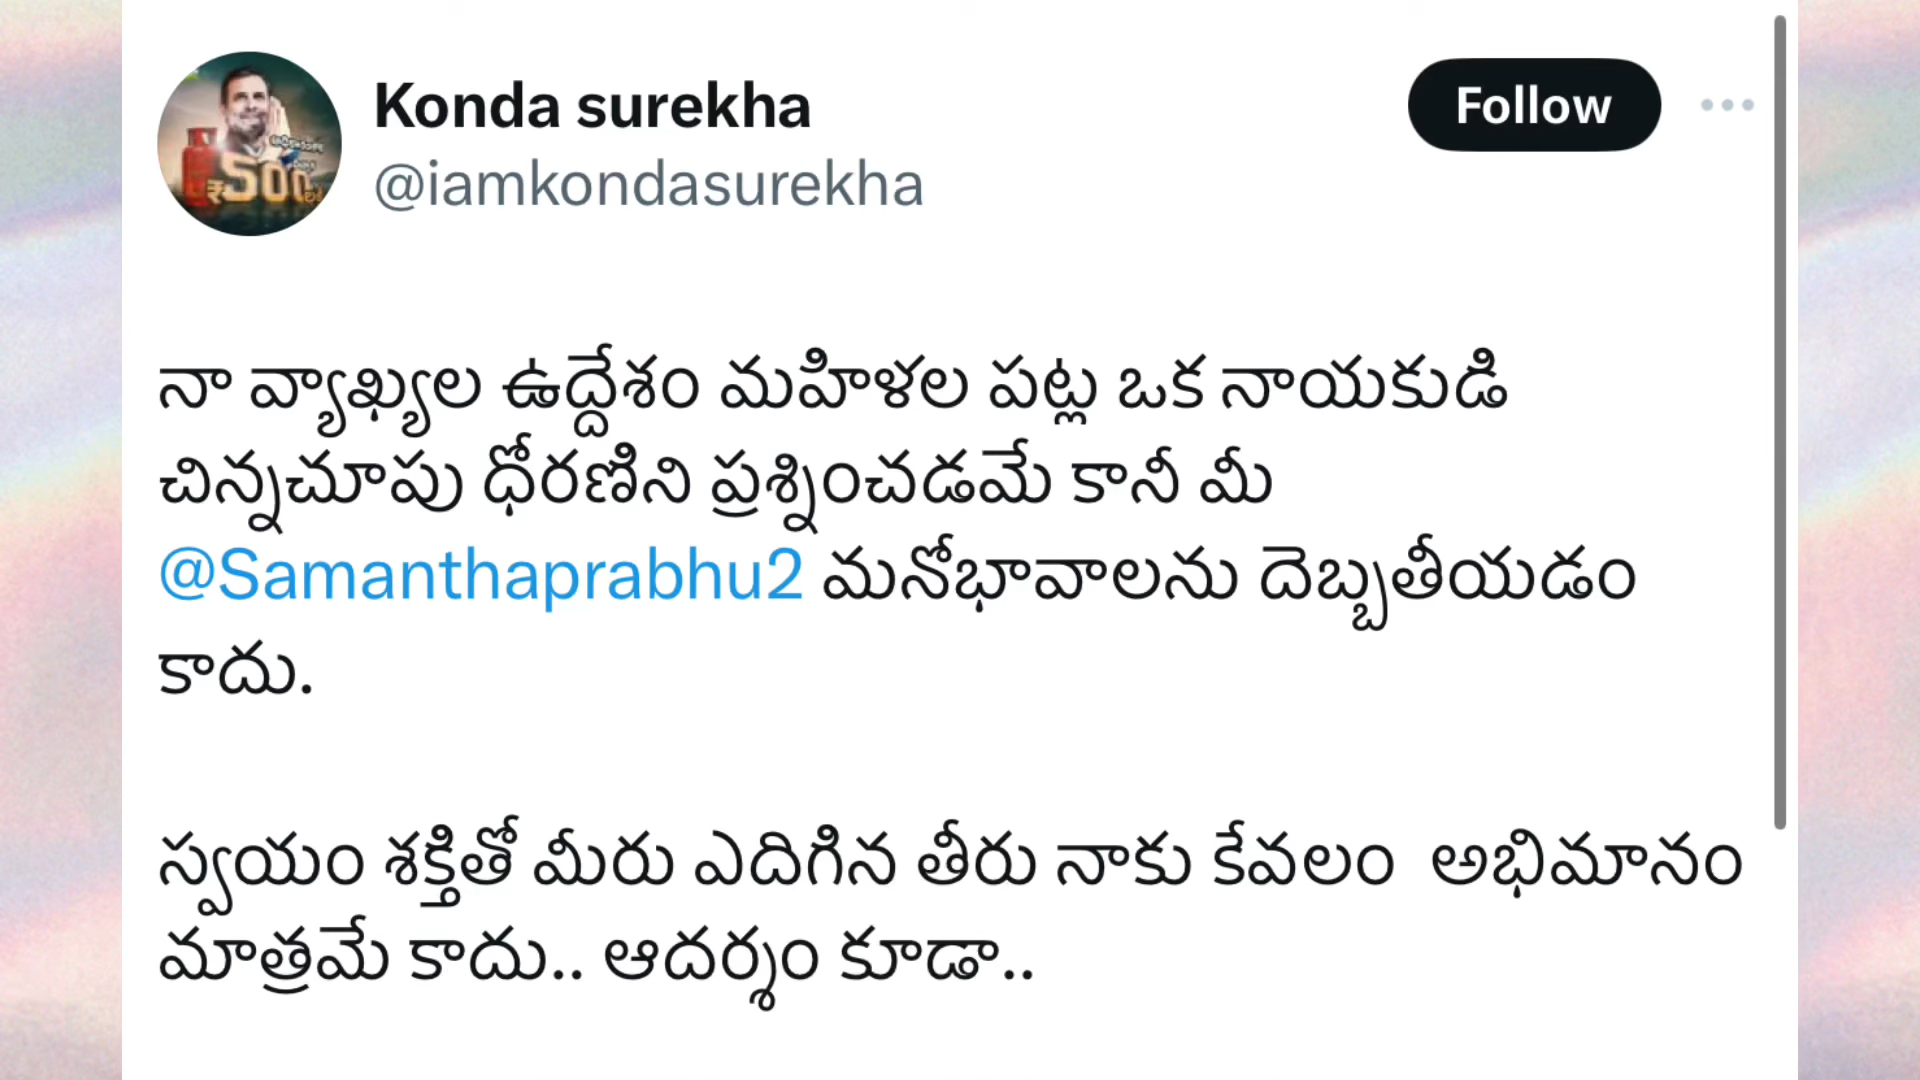 Konda surekha
@iamkondasurekha
Follow
₹500
నా వ్యాఖ్యల ఉద్దేశం మహిళల పట్ల ఒక నాయకుడి
చిన్నచూపు ధోరణిని ప్రశ్నించడమే కానీ మీ
@Samanthaprabhu2 మనోభావాలను దెబ్బతీయడం
కాదు.
స్వయం శక్తితో మీరు ఎదిగిన తీరు నాకు కేవలం అభిమానం
మాత్రమే కాదు.. ఆదర్శం కూడా..